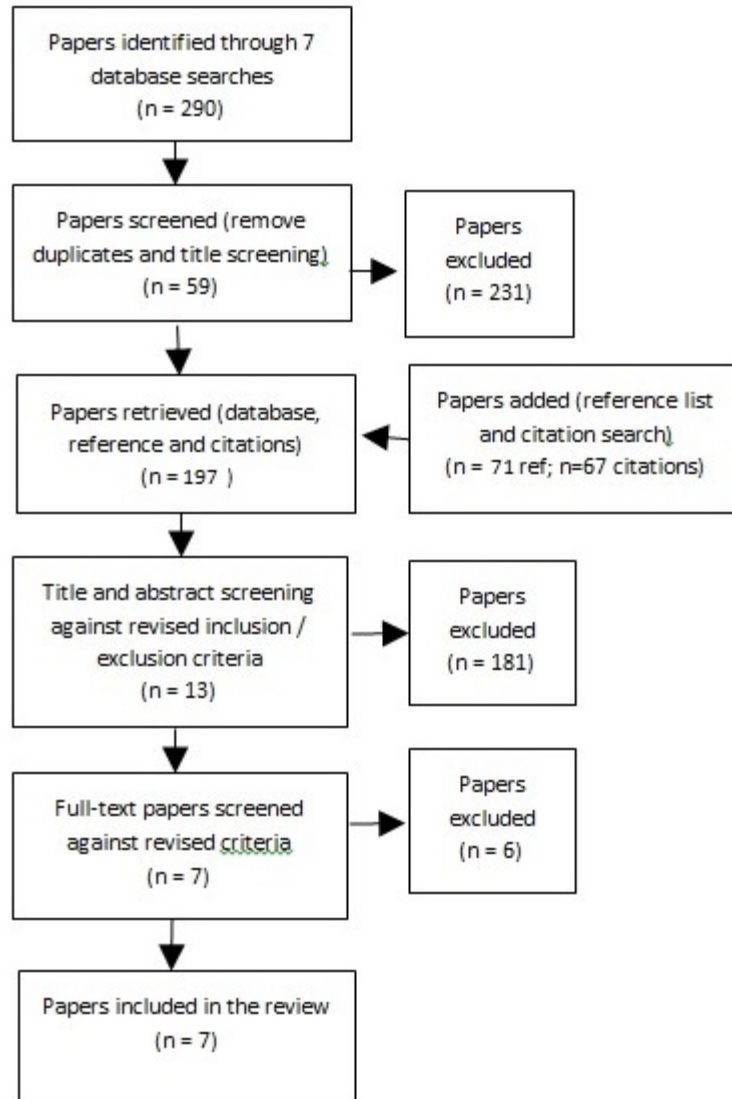 Papers identified through 7
database searches
(n = 290)
Papers screened (remove
duplicates and title screening)
(n = 59)
Papers
excluded
(n = 231)
Papers retrieved (database,
reference and citations)
(n = 197 )
Papers added (reference list
and citation search)
(n = 71 ref; n=67 citations)
Title and abstract screening
against revised inclusion /
exclusion criteria
(n = 13)
Papers
excluded
(n = 181)
Full-text papers screened
against revised criteria
(n = 7)
Papers
excluded
(n = 6)
Papers included in the review
(n = 7)